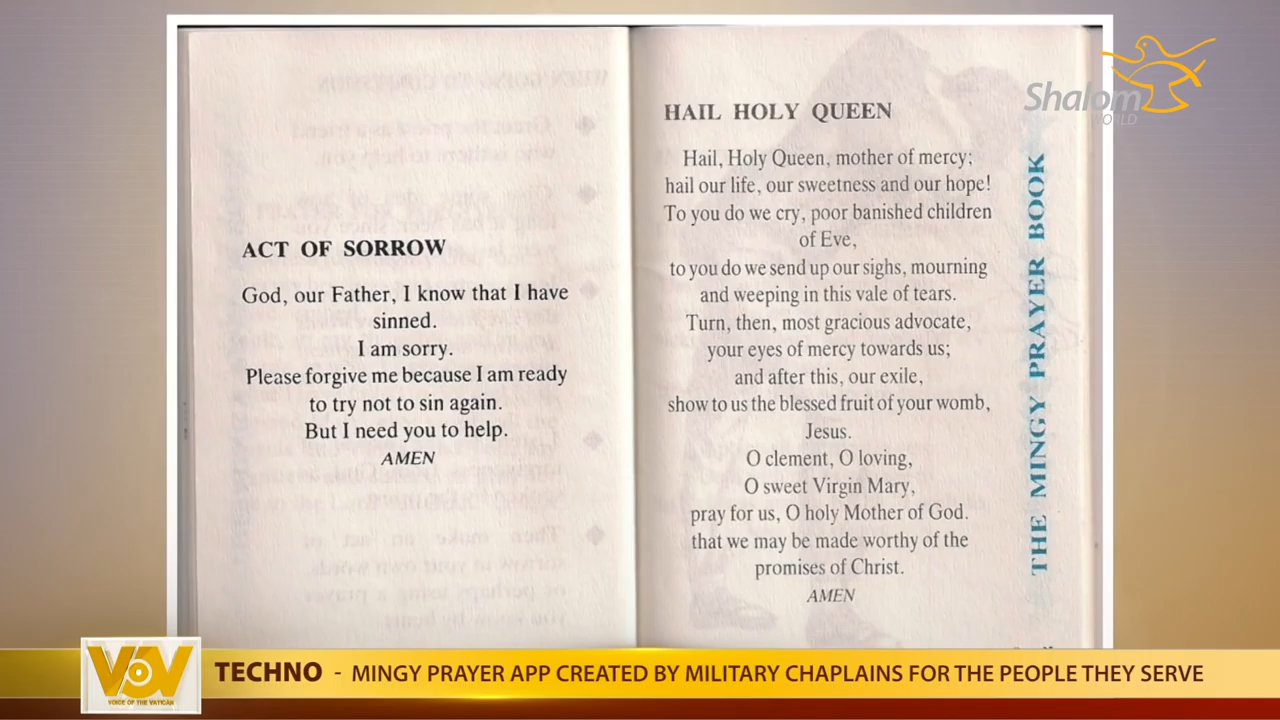 ACT OF SORROW
God, our Father, I know that I have
sinned.
I am sorry.
Please forgive me because I am ready
to try not to sin again.
But I need you to help.
AMEN
HAIL HOLY QUEEN
Hail, Holy Queen, mother of mercy;
hail our life, our sweetness and our hope!
To you do we cry, poor banished children
of Eve,
to you do we send up our sighs, mourning
and weeping in this vale of tears.
Turn, then, most gracious advocate,
your eyes of mercy towards us;
and after this, our exile,
show to us the blessed fruit of your womb,
Jesus.
O clement, O loving,
O sweet Virgin Mary,
pray for us, O holy Mother of God.
that we may be made worthy of the
promises of Christ.
AMEN
THE MINGY PRAYER BOOK
Shalom
WORLD
VOV
VOICE OF THE VATICAN
TECHNO - MINGY PRAYER APP CREATED BY MILITARY CHAPLAINS FOR THE PEOPLE THEY SERVE